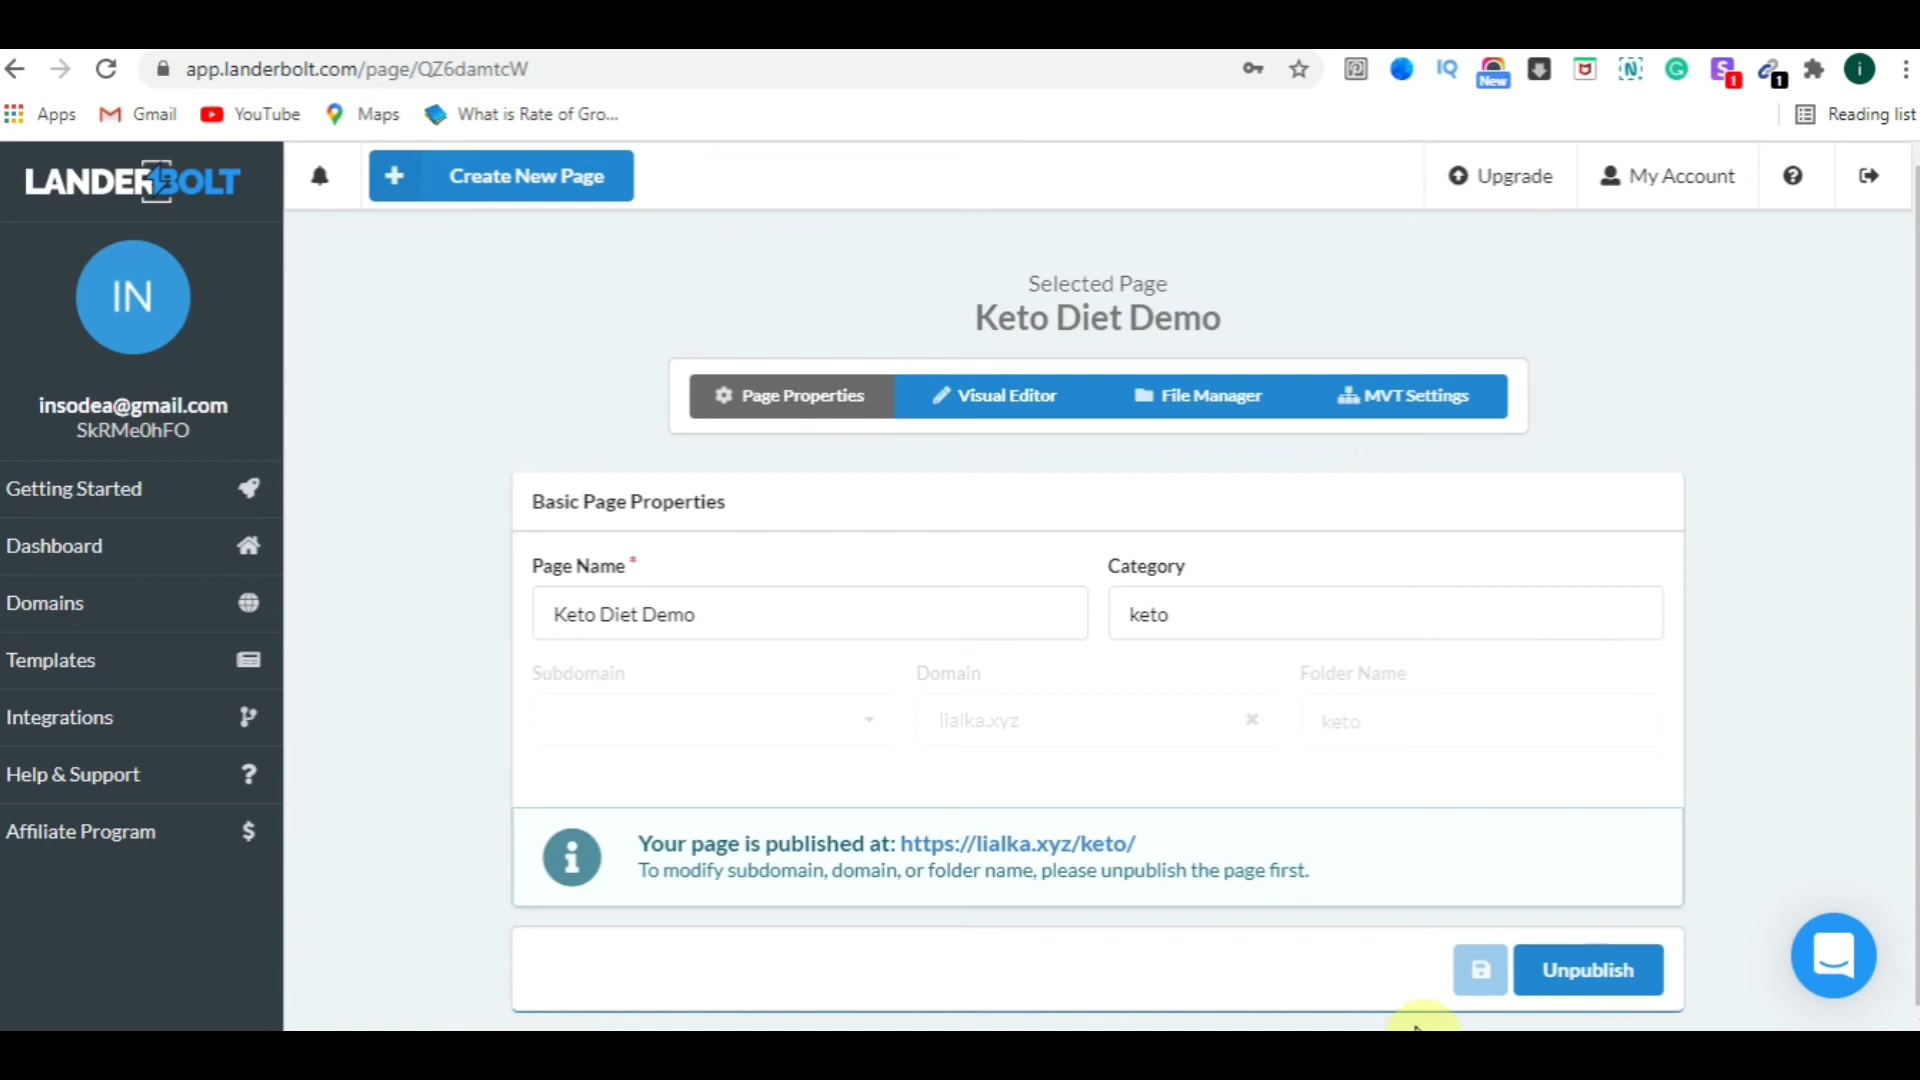 app.landerbolt.com/page/QZ6damtcW
IQ
New
1
1
i
Apps
Gmail
YouTube
Maps
What is Rate of Gro...
Reading list
LANDERBOLT
Create New Page
Upgrade
My Account
IN
insodea@gmail.com
SkRMe0hFO
Getting Started
Dashboard
Domains
Templates
Integrations
Help & Support
Affiliate Program
Selected Page
Keto Diet Demo
Page Properties
Visual Editor
File Manager
MVT Settings
Basic Page Properties
Page Name *
Category
Keto Diet Demo
keto
Subdomain
Domain
Folder Name
lialka.xyz
keto
Your page is published at: https://lialka.xyz/keto/
To modify subdomain, domain, or folder name, please unpublish the page first.
Unpublish